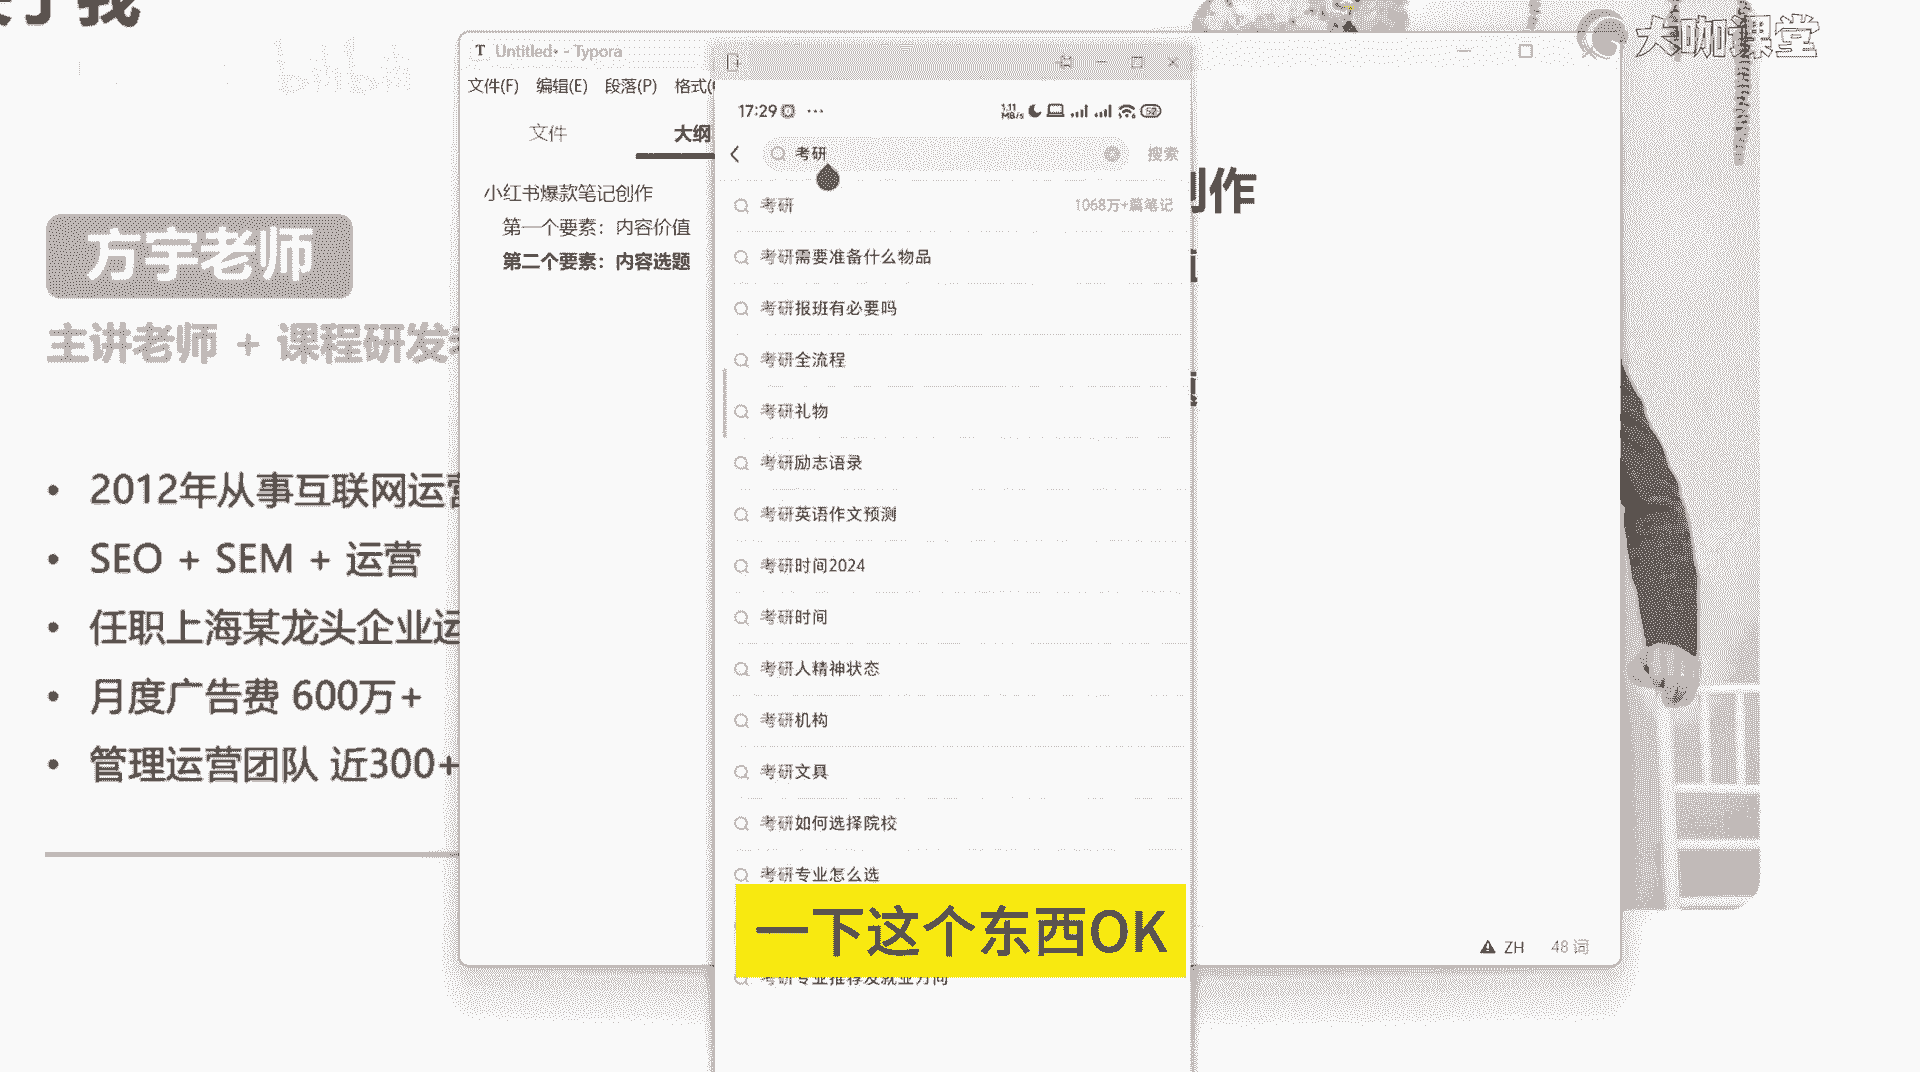 了我
bilibili
大咖课堂
方宇老师
主讲老师 + 课程研发
• 2012年从事互联网运营
• SEO + SEM + 运营
• 任职上海某龙头企业运
• 月度广告费 600万+
• 管理运营团队 近300+
Untitled• - Typora
文件(F) 编辑(E) 段落(P) 格式(
文件 大纲
小红书爆款笔记创作
第一个要素：内容价值
第二个要素：内容选题
创作
17:29 ···
1.11 MB/s 52
考研 搜索
考研 1068万+篇笔记
考研需要准备什么物品
考研报班有必要吗
考研全流程
考研礼物
考研励志语录
考研英语作文预测
考研时间2024
考研时间
考研人精神状态
考研机构
考研文具
考研如何选择院校
考研专业怎么选
一下这个东西OK
考研专业推荐及就业方向
ZH 48 词